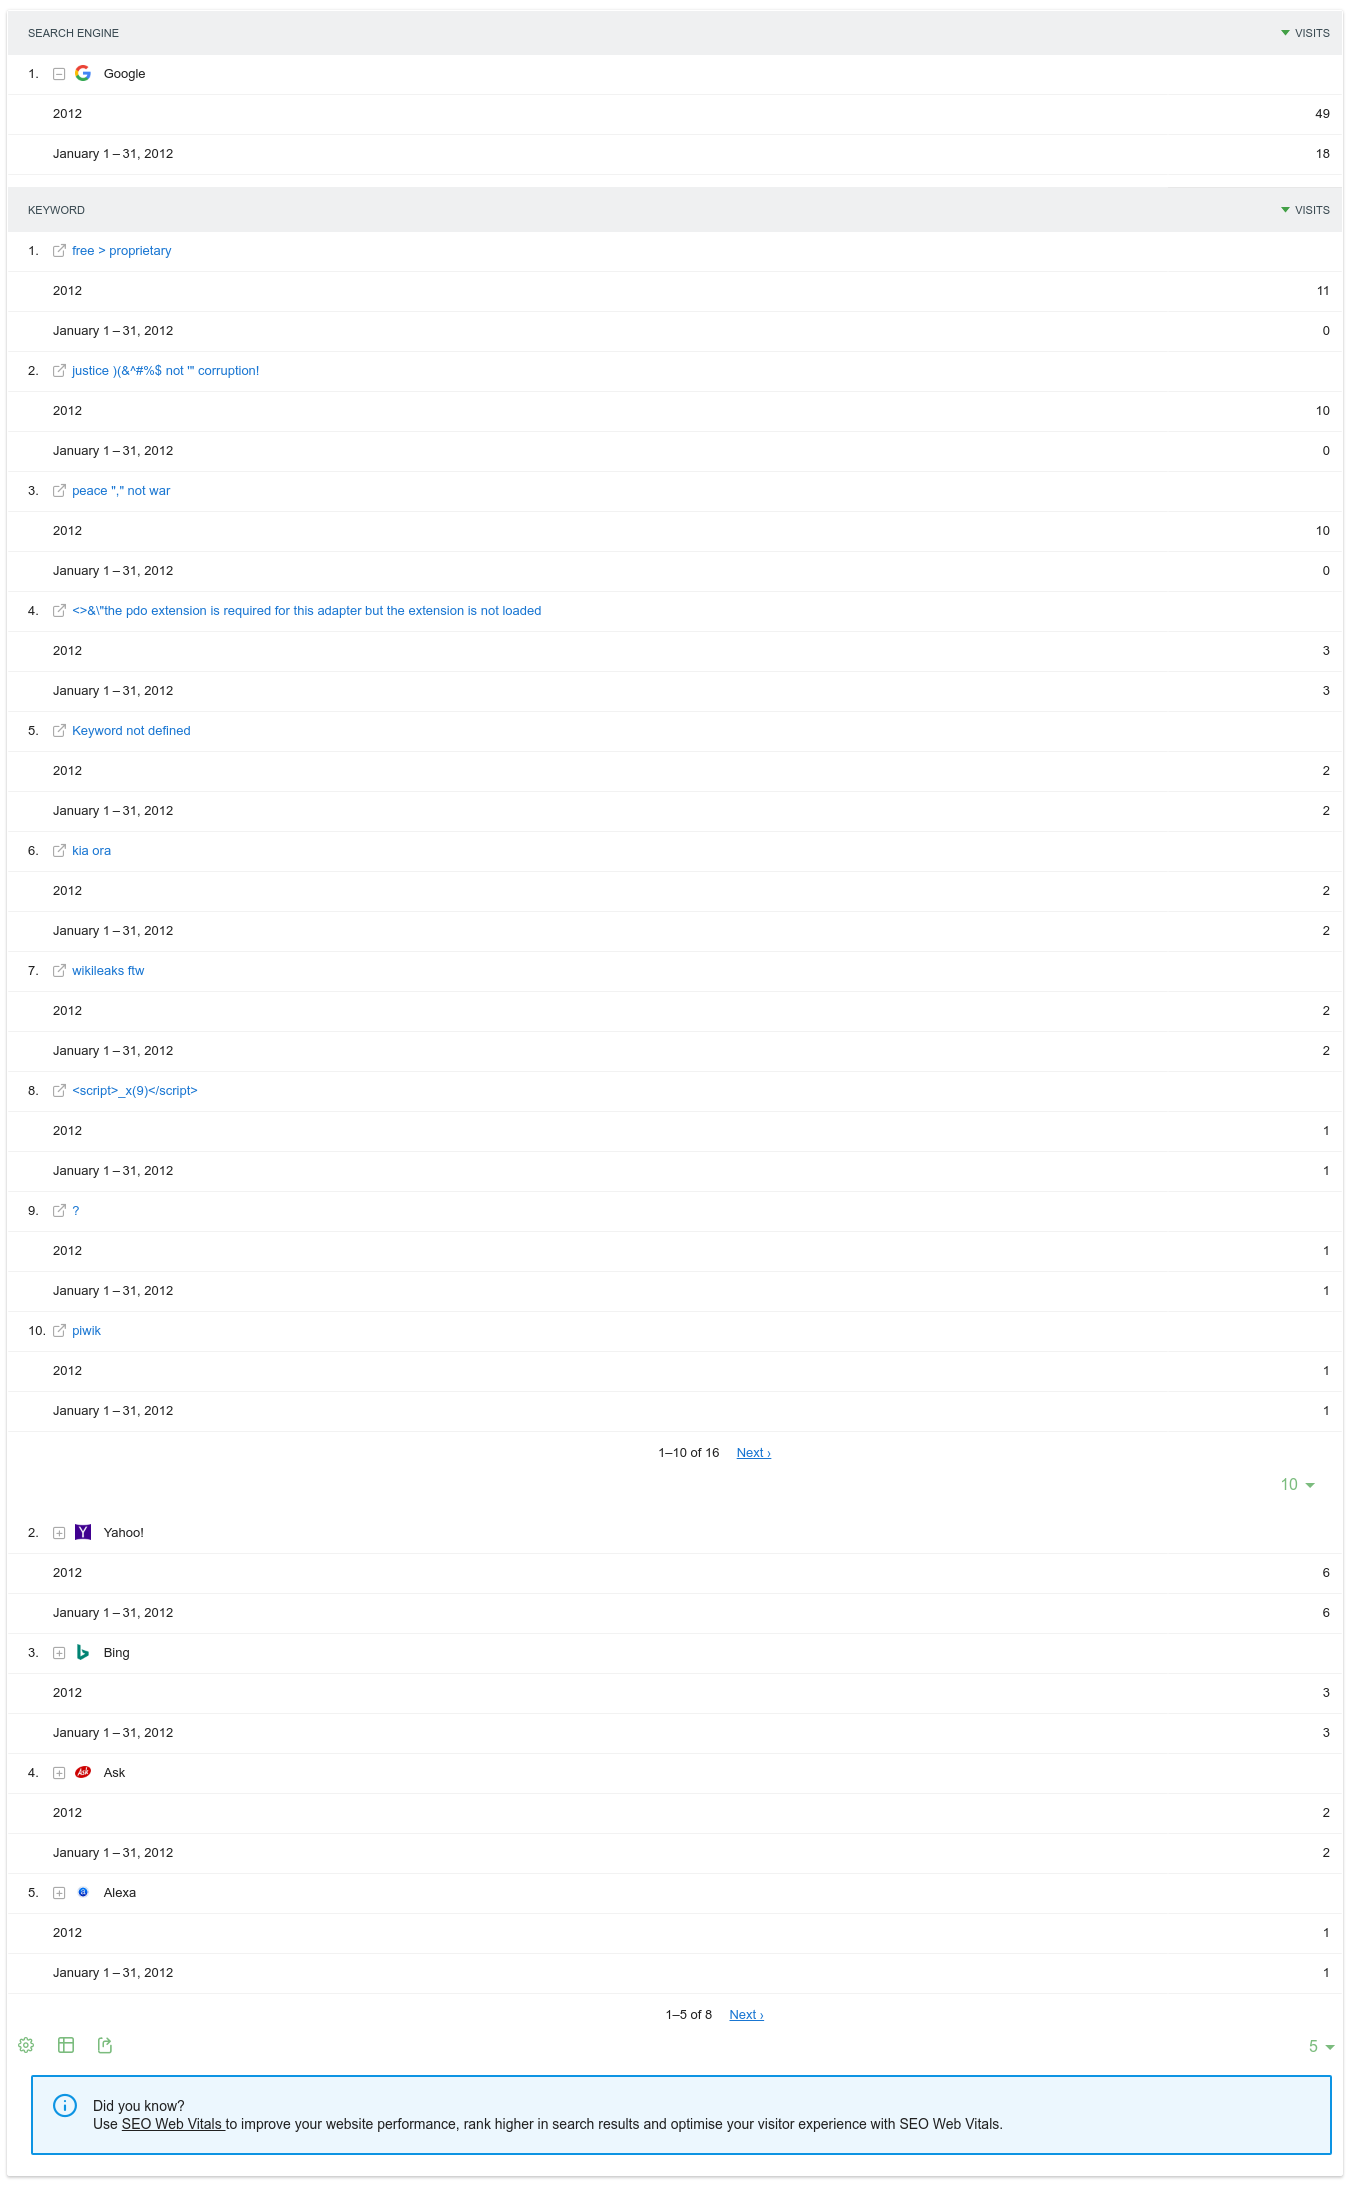 SEARCH ENGINE VISITS
1. Google
2012 49
January 1 – 31, 2012 18
KEYWORD VISITS
1. free > proprietary
2012 11
January 1 – 31, 2012 0
2. justice )(&^#%$ not '" corruption!
2012 10
January 1 – 31, 2012 0
3. peace "," not war
2012 10
January 1 – 31, 2012 0
4. <>&\"the pdo extension is required for this adapter but the extension is not loaded
2012 3
January 1 – 31, 2012 3
5. Keyword not defined
2012 2
January 1 – 31, 2012 2
6. kia ora
2012 2
January 1 – 31, 2012 2
7. wikileaks ftw
2012 2
January 1 – 31, 2012 2
8. <script>_x(9)</script>
2012 1
January 1 – 31, 2012 1
9. ?
2012 1
January 1 – 31, 2012 1
10. piwik
2012 1
January 1 – 31, 2012 1
1–10 of 16 Next ›
10
2. Yahoo!
2012 6
January 1 – 31, 2012 6
3. Bing
2012 3
January 1 – 31, 2012 3
4. Ask
2012 2
January 1 – 31, 2012 2
5. Alexa
2012 1
January 1 – 31, 2012 1
1–5 of 8 Next ›
5
Did you know?
Use SEO Web Vitals to improve your website performance, rank higher in search results and optimise your visitor experience with SEO Web Vitals.